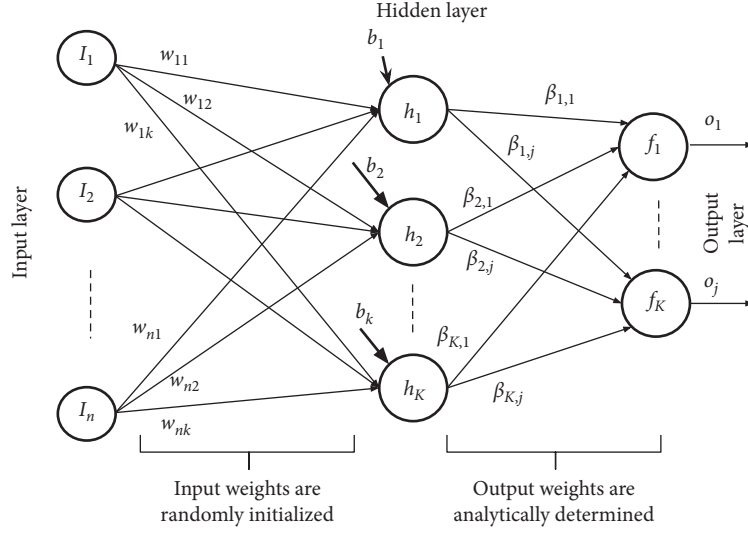 Hidden layer
Input layer
I1
I2
In
w11
w12
w1k
wn1
wn2
wnk
b1
b2
bk
h1
h2
hK
β1,1
β1,j
β2,1
β2,j
βK,1
βK,j
f1
fK
o1
oj
Output
layer
Input weights are
randomly initialized
Output weights are
analytically determined